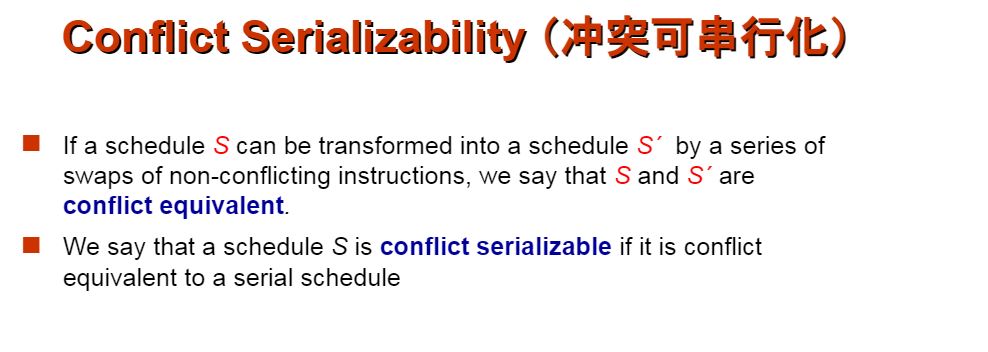 Conflict Serializability（冲突可串行化）
If a schedule S can be transformed into a schedule S´ by a series of
swaps of non-conflicting instructions, we say that S and S´ are
conflict equivalent.
We say that a schedule S is conflict serializable if it is conflict
equivalent to a serial schedule